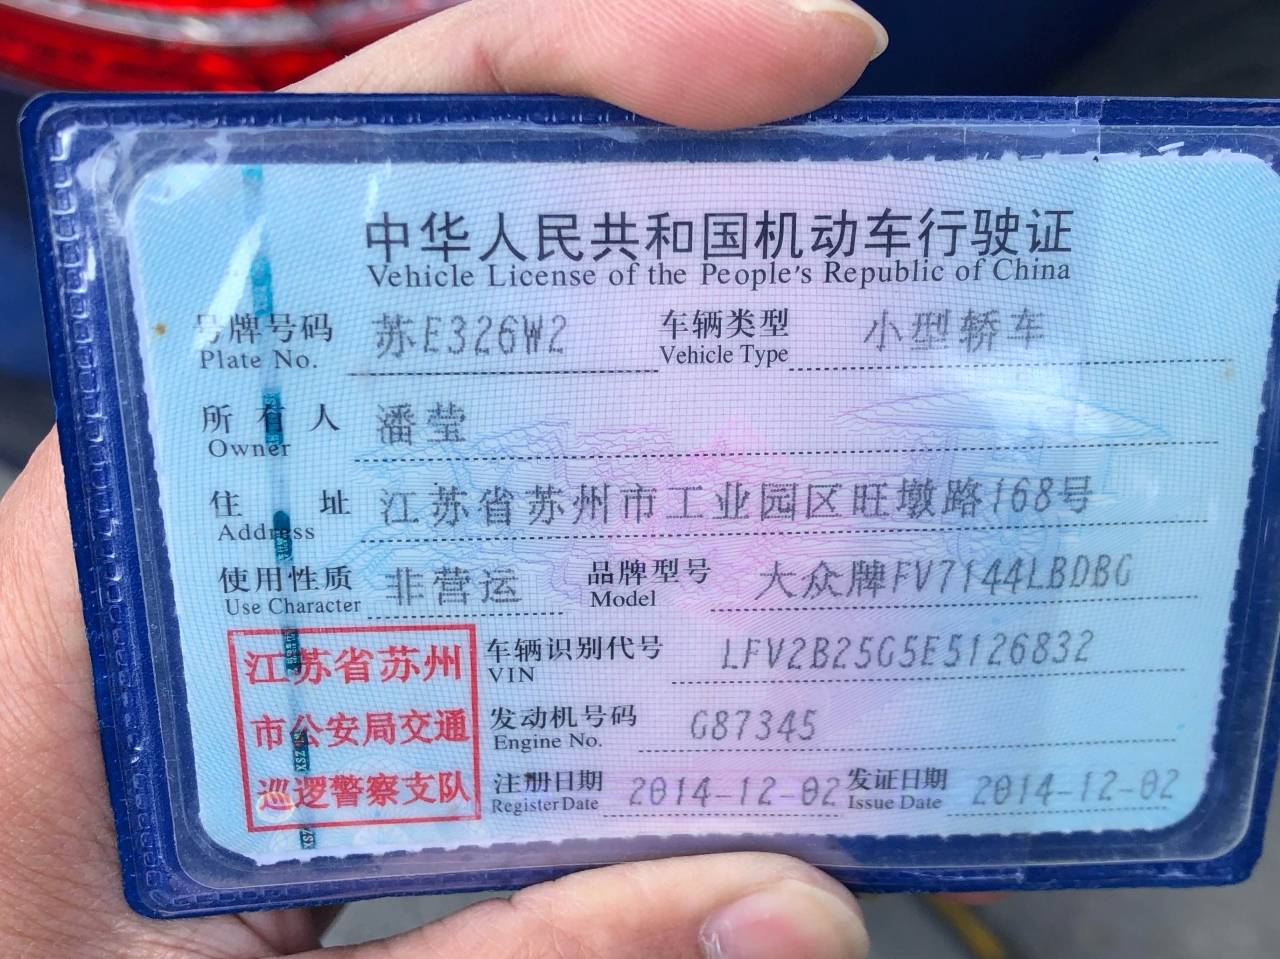 中华人民共和国机动车行驶证
Vehicle License of the People's Republic of China
号牌号码 苏E326W2 车辆类型 小型轿车
Plate No. Vehicle Type
所有人 潘莹
Owner
住址 江苏省苏州市工业园区旺墩路168号
Address
使用性质 非营运 品牌型号 大众牌FV7144LBDBG
Use Character Model
江苏省苏州
市公安局交通
巡逻警察支队
车辆识别代号 LFV2B25G5E5126832
VIN
发动机号码 G87345
Engine No.
注册日期 2014-12-02 发证日期 2014-12-02
Register Date Issue Date